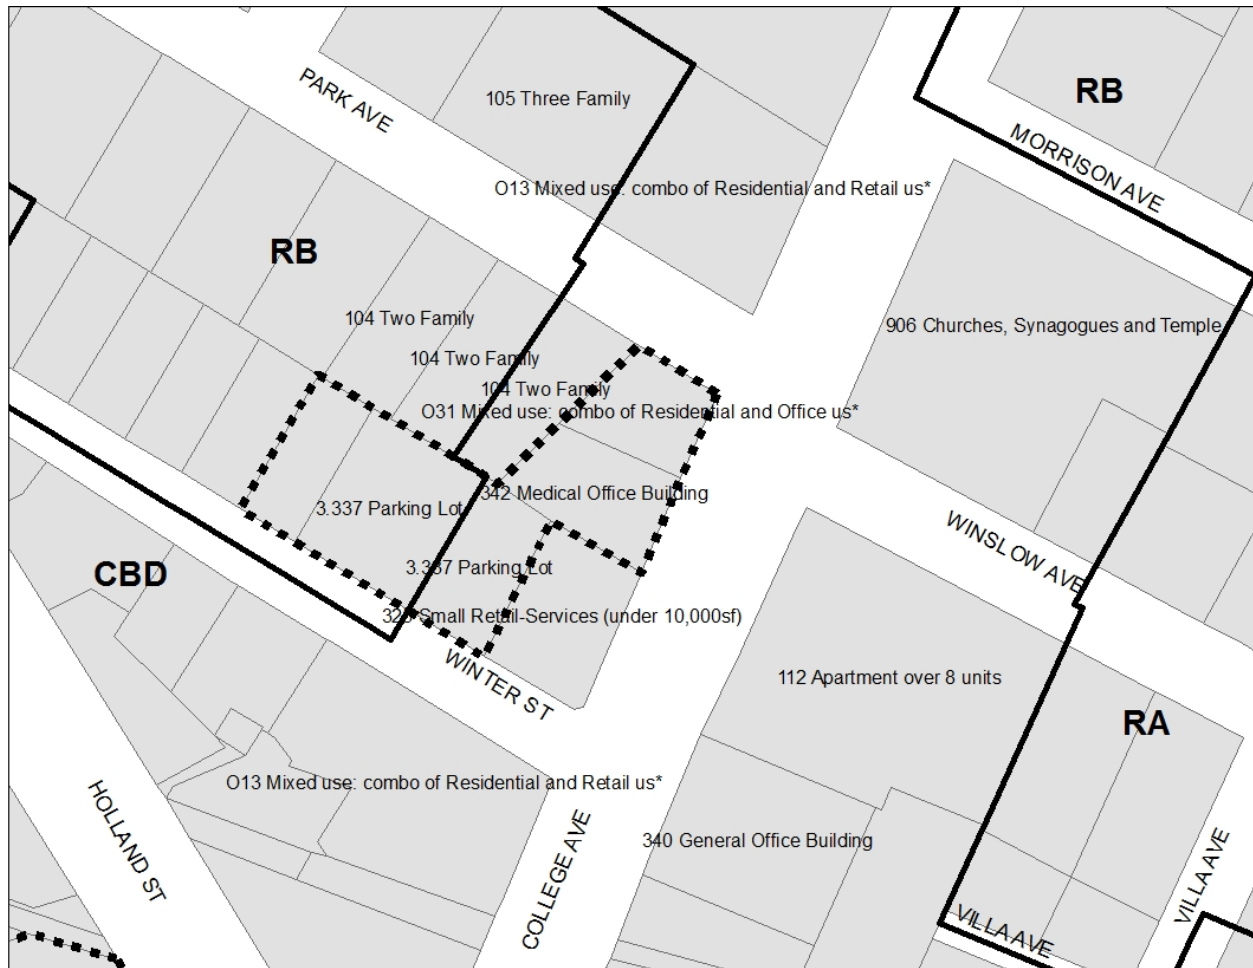 PARK AVE
105 Three Family
RB
MORRISON AVE
O13 Mixed use: combo of Residential and Retail us*
RB
104 Two Family
906 Churches, Synagogues and Temple
104 Two Family
104 Two Family
O31 Mixed use: combo of Residential and Office us*
342 Medical Office Building
3.337 Parking Lot
WINSLOW AVE
3.337 Parking Lot
CBD
325 Small Retail-Services (under 10,000sf)
WINTER ST
112 Apartment over 8 units
RA
O13 Mixed use: combo of Residential and Retail us*
HOLLAND ST
340 General Office Building
COLLEGE AVE
VILLA AVE
VILLA AVE